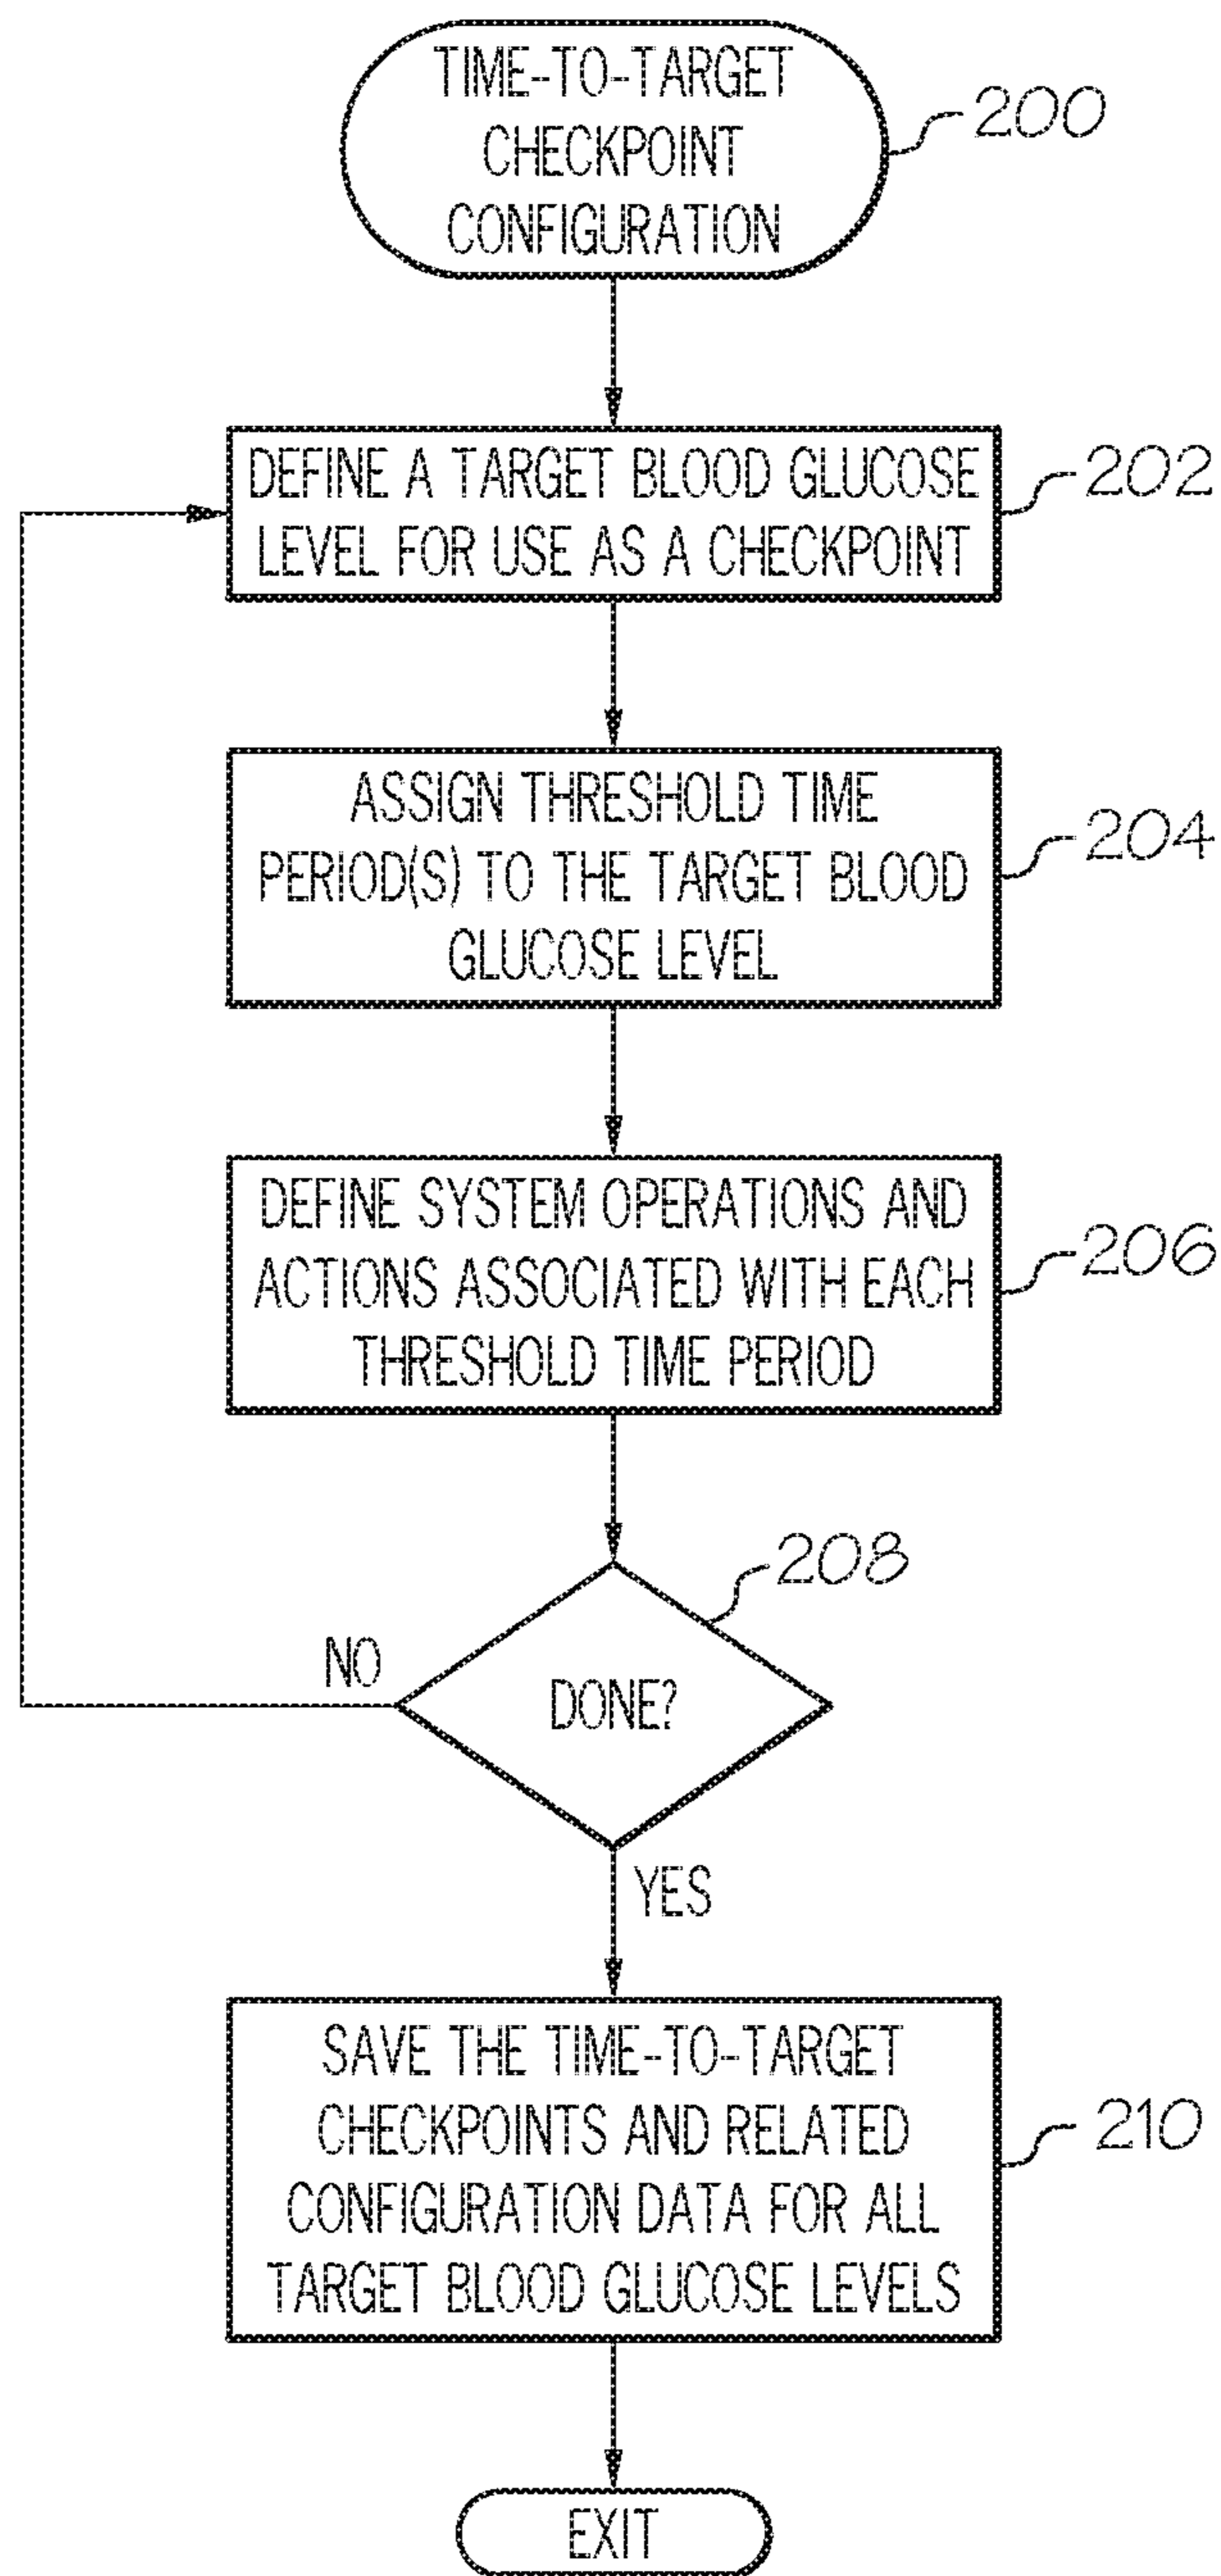 TIME-TO-TARGET
CHECKPOINT
CONFIGURATION
200
DEFINE A TARGET BLOOD GLUCOSE
LEVEL FOR USE AS A CHECKPOINT
202
ASSIGN THRESHOLD TIME
PERIOD(S) TO THE TARGET BLOOD
GLUCOSE LEVEL
204
DEFINE SYSTEM OPERATIONS AND
ACTIONS ASSOCIATED WITH EACH
THRESHOLD TIME PERIOD
206
208
NO
DONE?
YES
SAVE THE TIME-TO-TARGET
CHECKPOINTS AND RELATED
CONFIGURATION DATA FOR ALL
TARGET BLOOD GLUCOSE LEVELS
210
EXIT